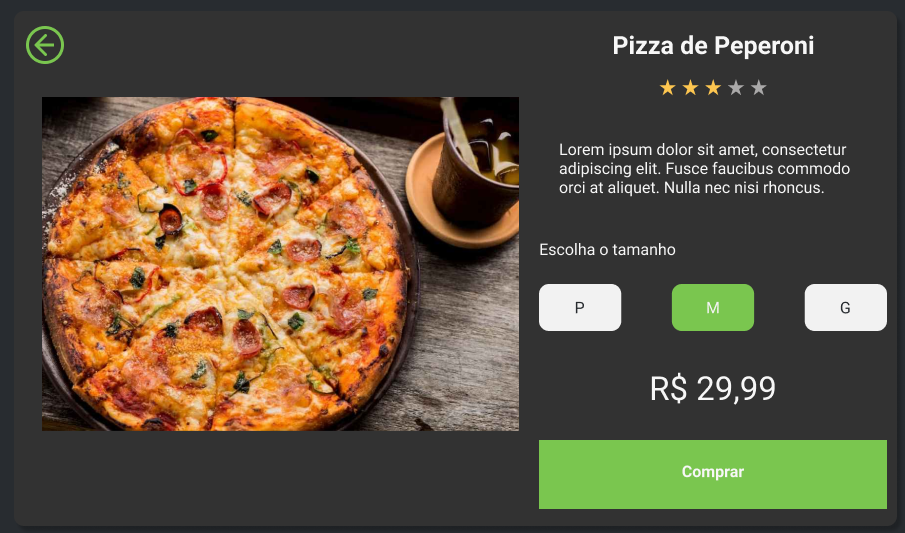 Pizza de Peperoni
Lorem ipsum dolor sit amet, consectetur
adipiscing elit. Fusce faucibus commodo
orci at aliquet. Nulla nec nisi rhoncus.
Escolha o tamanho
P
M
G
R$ 29,99
Comprar